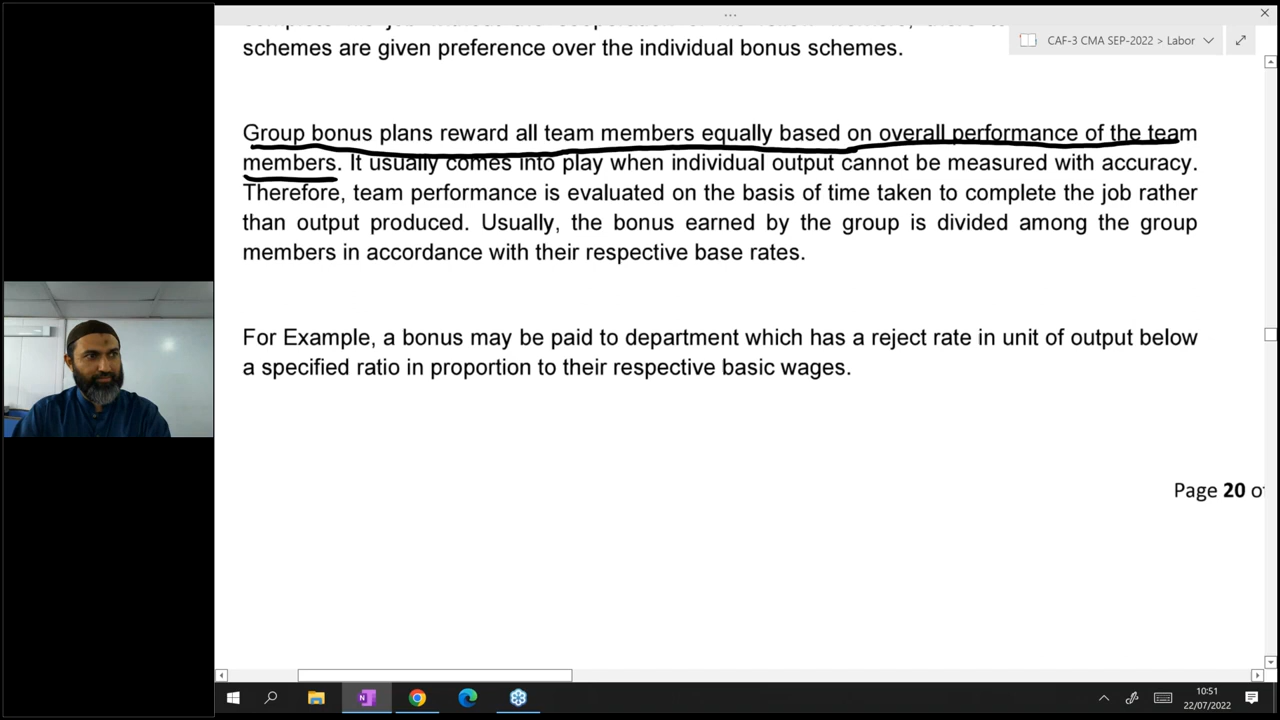 schemes are given preference over the individual bonus schemes.
CAF-3 CMA SEP-2022 > Labor
Group bonus plans reward all team members equally based on overall performance of the team
members. It usually comes into play when individual output cannot be measured with accuracy.
Therefore, team performance is evaluated on the basis of time taken to complete the job rather
than output produced. Usually, the bonus earned by the group is divided among the group
members in accordance with their respective base rates.
For Example, a bonus may be paid to department which has a reject rate in unit of output below
a specified ratio in proportion to their respective basic wages.
Page 20 of
10:51
22/07/2022